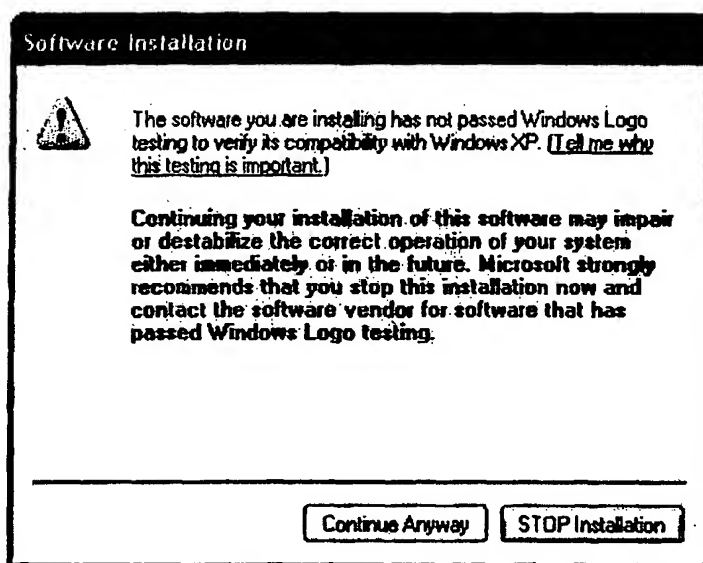 Software Installation
The software you are installing has not passed Windows Logo
testing to verify its compatibility with Windows XP. (Tell me why
this testing is important.)
Continuing your installation of this software may impair
or destabilize the correct operation of your system
either immediately or in the future. Microsoft strongly
recommends that you stop this installation now and
contact the software vendor for software that has
passed Windows Logo testing.
Continue Anyway STOP Installation